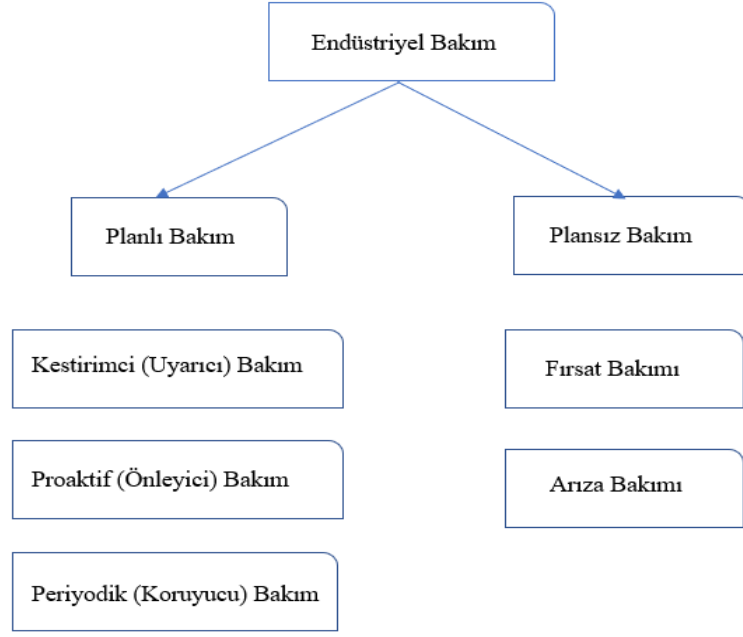 Endüstriyel Bakım
Planlı Bakım
Plansız Bakım
Kestirimci (Uyarıcı) Bakım
Fırsat Bakımı
Proaktif (Önleyici) Bakım
Arıza Bakımı
Periyodik (Koruyucu) Bakım